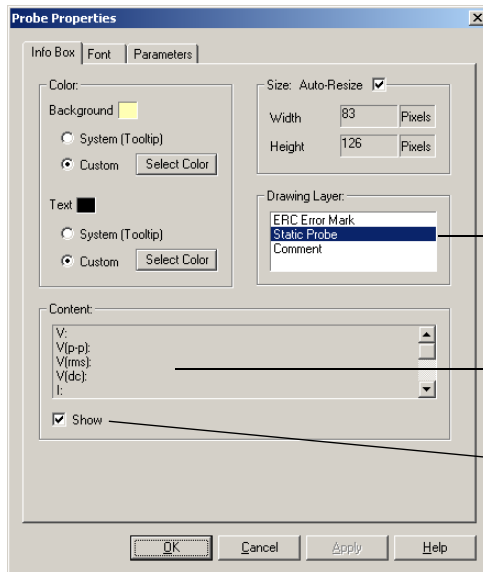 Probe Properties
Info Box
Font
Parameters
Color:
Background
System (Tooltip)
Custom
Select Color
Text
System (Tooltip)
Custom
Select Color
Size: Auto-Resize
Width 83 Pixels
Height 126 Pixels
Drawing Layer:
ERC Error Mark
Static Probe
Comment
Content:
V:
V(p-p):
V(rms):
V(dc):
I:
Show
OK
Cancel
Apply
Help